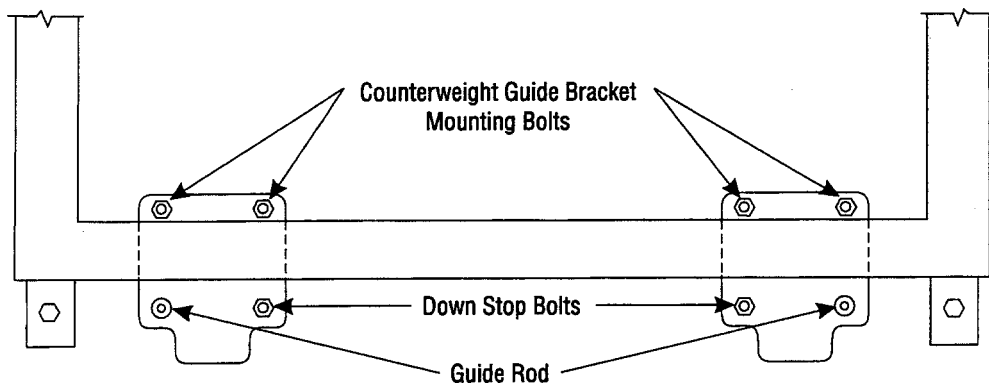 Counterweight Guide Bracket
Mounting Bolts
Down Stop Bolts
Guide Rod